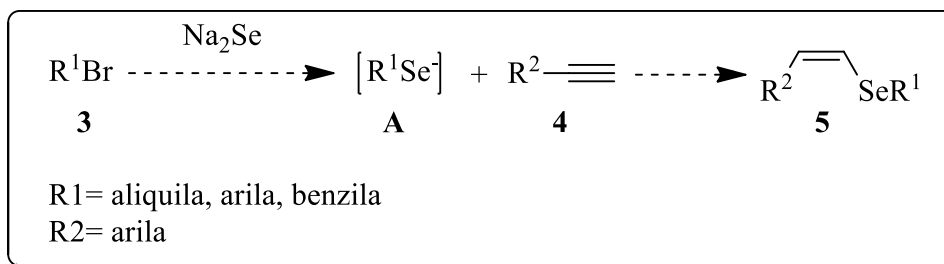 Na₂Se
R¹Br [R¹Se⁻] + R² R² SeR¹
3 A 4 5
R1= aliquila, arila, benzila
R2= arila